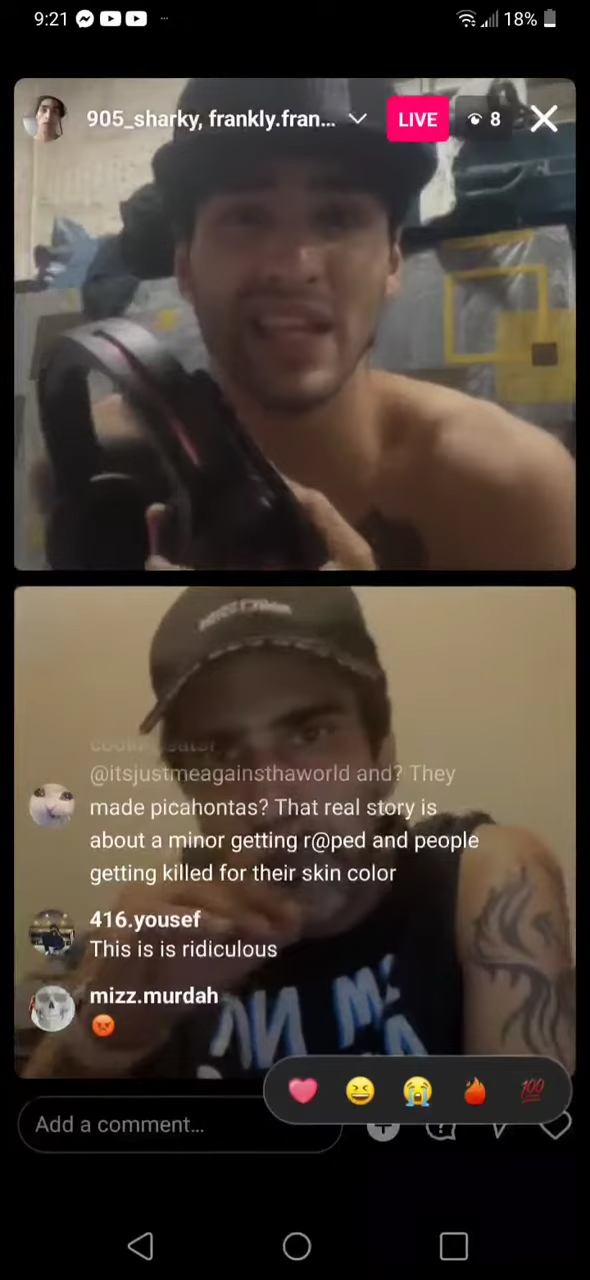 9:21
18%
905_sharky, frankly.fran...
LIVE
8
@itsjustmeagainsthaworld and? They
made picahontas? That real story is
about a minor getting r@ped and people
getting killed for their skin color
416.yousef
This is is ridiculous
mizz.murdah
😡
💗 😆 😭 🔥 💯
Add a comment...